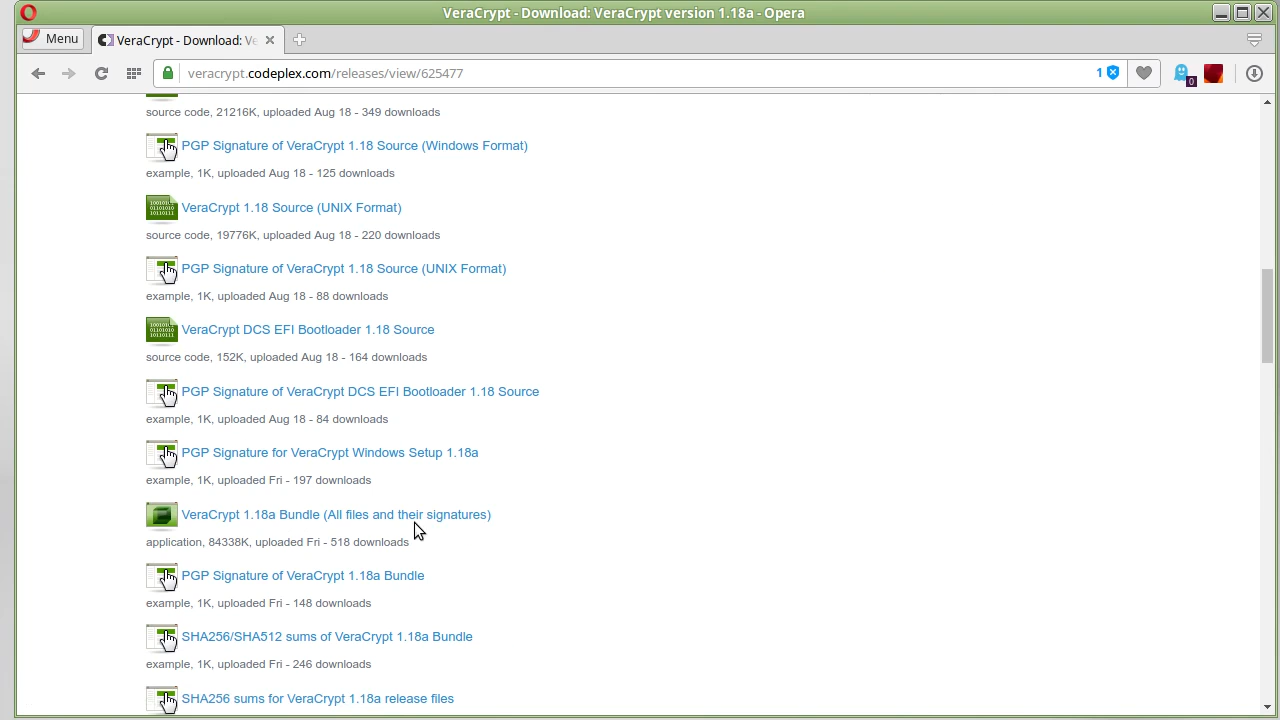 VeraCrypt - Download: VeraCrypt version 1.18a - Opera
Menu
VeraCrypt - Download: Ve
veracrypt.codeplex.com/releases/view/625477
1
0
source code, 21216K, uploaded Aug 18 - 349 downloads
PGP Signature of VeraCrypt 1.18 Source (Windows Format)
example, 1K, uploaded Aug 18 - 125 downloads
VeraCrypt 1.18 Source (UNIX Format)
source code, 19776K, uploaded Aug 18 - 220 downloads
PGP Signature of VeraCrypt 1.18 Source (UNIX Format)
example, 1K, uploaded Aug 18 - 88 downloads
VeraCrypt DCS EFI Bootloader 1.18 Source
source code, 152K, uploaded Aug 18 - 164 downloads
PGP Signature of VeraCrypt DCS EFI Bootloader 1.18 Source
example, 1K, uploaded Aug 18 - 84 downloads
PGP Signature for VeraCrypt Windows Setup 1.18a
example, 1K, uploaded Fri - 197 downloads
VeraCrypt 1.18a Bundle (All files and their signatures)
application, 84338K, uploaded Fri - 518 downloads
PGP Signature of VeraCrypt 1.18a Bundle
example, 1K, uploaded Fri - 148 downloads
SHA256/SHA512 sums of VeraCrypt 1.18a Bundle
example, 1K, uploaded Fri - 246 downloads
SHA256 sums for VeraCrypt 1.18a release files